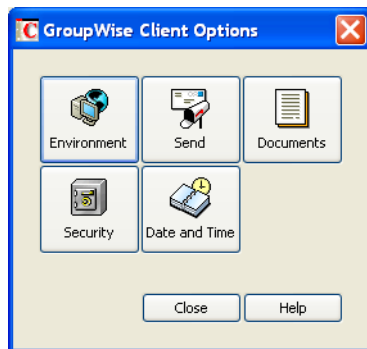 GroupWise Client Options
Environment Send Documents
Security Date and Time
Close Help